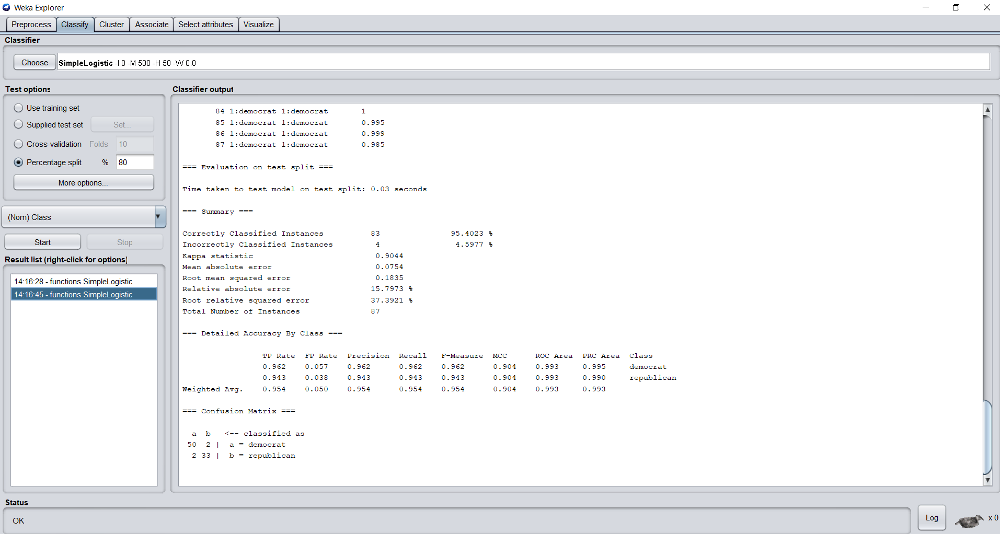 Weka Explorer
Preprocess Classify Cluster Associate Select attributes Visualize
Classifier
Choose SimpleLogistic -I 0 -M 500 -H 50 -W 0.0
Test options
Use training set
Supplied test set Set...
Cross-validation Folds 10
Percentage split % 80
More options...
(Nom) Class
Start Stop
Result list (right-click for options)
14:16:28 - functions.SimpleLogistic
14:16:45 - functions.SimpleLogistic
Classifier output
84 1:democrat 1:democrat 1
85 1:democrat 1:democrat 0.995
86 1:democrat 1:democrat 0.999
87 1:democrat 1:democrat 0.985
=== Evaluation on test split ===
Time taken to test model on test split: 0.03 seconds
=== Summary ===
Correctly Classified Instances 83 95.4023 %
Incorrectly Classified Instances 4 4.5977 %
Kappa statistic 0.9044
Mean absolute error 0.0754
Root mean squared error 0.1835
Relative absolute error 15.7973 %
Root relative squared error 37.3921 %
Total Number of Instances 87
=== Detailed Accuracy By Class ===
TP Rate FP Rate Precision Recall F-Measure MCC ROC Area PRC Area Class
0.962 0.057 0.962 0.962 0.962 0.904 0.993 0.995 democrat
0.943 0.038 0.943 0.943 0.943 0.904 0.993 0.990 republican
Weighted Avg. 0.954 0.050 0.954 0.954 0.954 0.904 0.993 0.993
=== Confusion Matrix ===
a b <-- classified as
50 2 | a = democrat
2 33 | b = republican
Status
OK
Log x 0